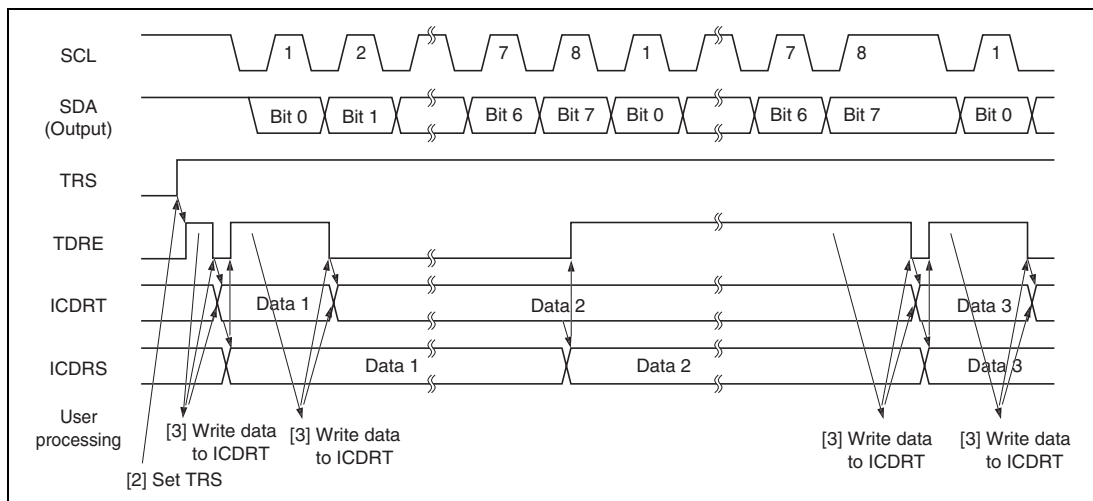 SCL 1 2 7 8 1 7 8 1
SDA
(Output)
Bit 0 Bit 1 Bit 6 Bit 7 Bit 0 Bit 6 Bit 7 Bit 0
TRS
TDRE
ICDRT Data 1 Data 2 Data 3
ICDRS Data 1 Data 2 Data 3
User
processing
[3] Write data
to ICDRT
[3] Write data
to ICDRT
[3] Write data
to ICDRT
[3] Write data
to ICDRT
[2] Set TRS